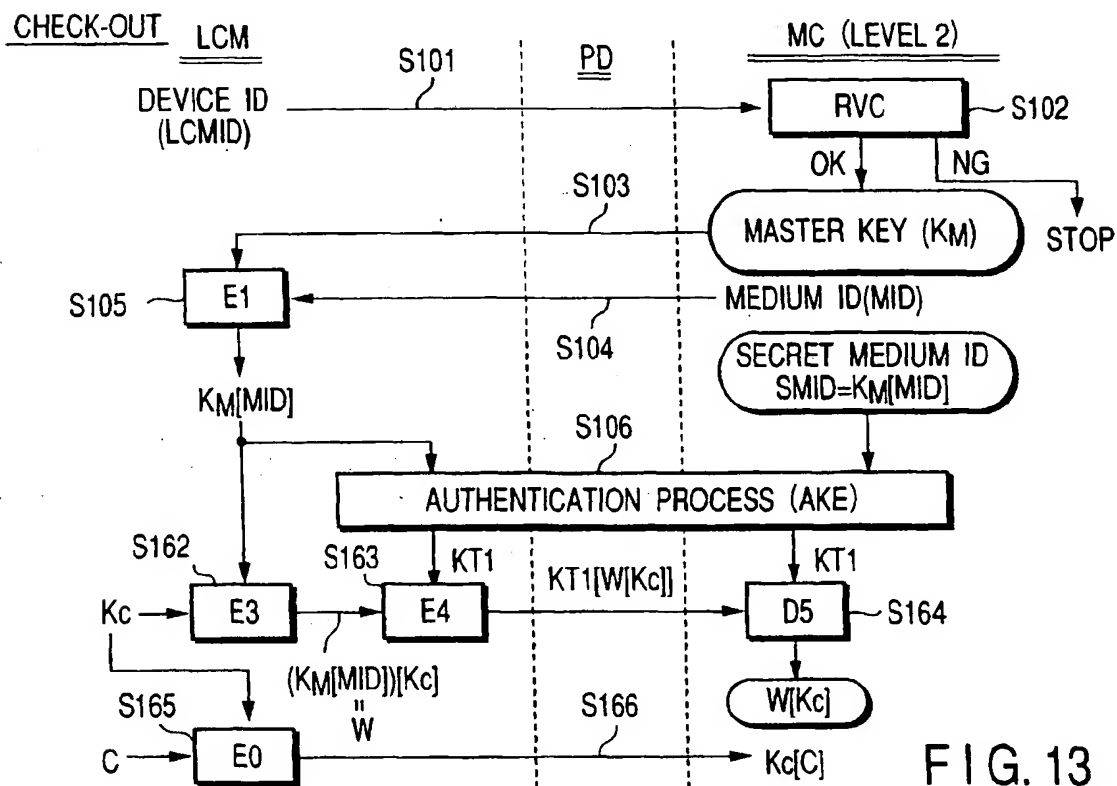 CHECK-OUT LCM PD MC (LEVEL 2)
S101
DEVICE ID
(LCMID)
RVC
S102
OK NG
S103
MASTER KEY (KM)
STOP
S105
E1
MEDIUM ID(MID)
S104
SECRET MEDIUM ID
SMID=KM[MID]
KM[MID]
S106
AUTHENTICATION PROCESS (AKE)
S162
S163
KT1
KT1[W[Kc]]
KT1
Kc
E3
E4
D5
S164
(KM[MID])[Kc]
"
W
W[Kc]
S165
S166
C
E0
Kc[C]
FIG. 13